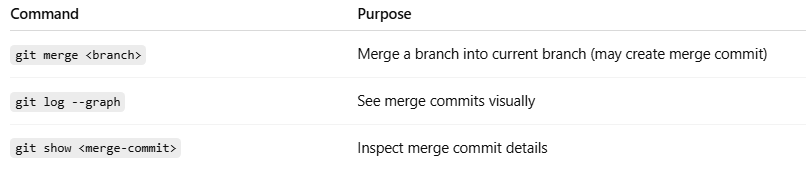 Command Purpose
git merge <branch> Merge a branch into current branch (may create merge commit)
git log --graph See merge commits visually
git show <merge-commit> Inspect merge commit details